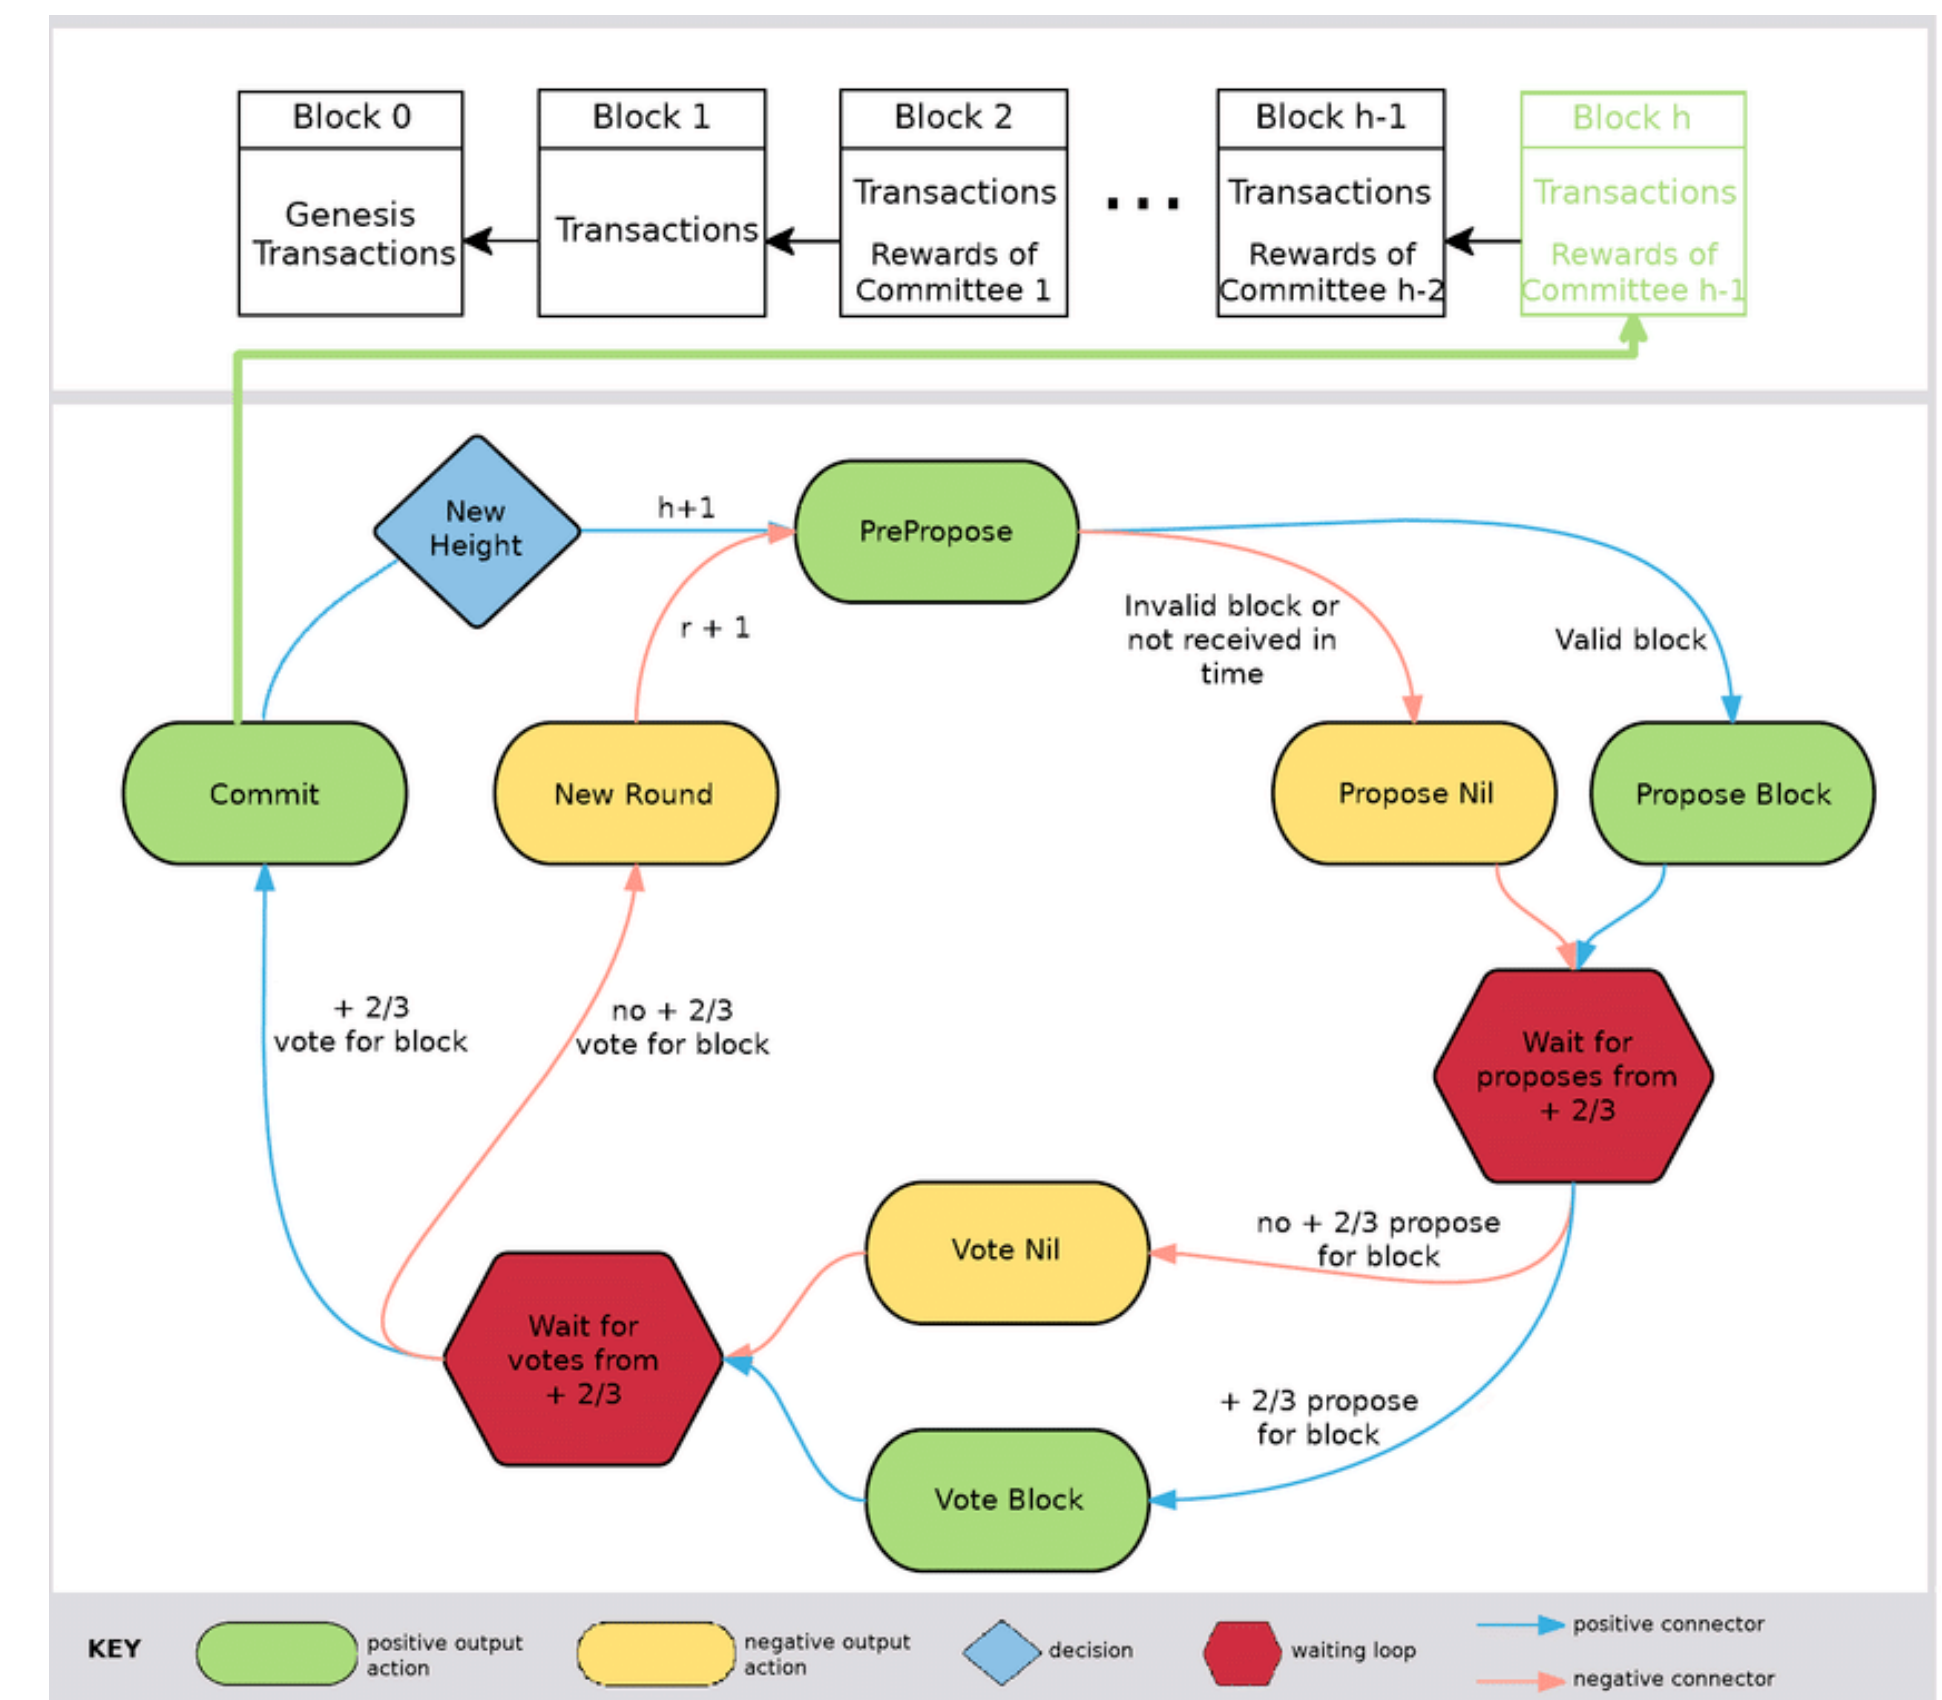 Block 0
Genesis
Transactions
Block 1
Transactions
Block 2
Transactions
Rewards of
Committee 1
...
Block h-1
Transactions
Rewards of
Committee h-2
Block h
Transactions
Rewards of
Committee h-1
New
Height
h+1
PrePropose
r + 1
Invalid block or
not received in
time
Valid block
Commit
New Round
Propose Nil
Propose Block
+ 2/3
vote for block
no + 2/3
vote for block
Wait for
proposes from
+ 2/3
Vote Nil
no + 2/3 propose
for block
Wait for
votes from
+ 2/3
+ 2/3 propose
for block
Vote Block
KEY
positive output
action
negative output
action
decision
waiting loop
positive connector
negative connector